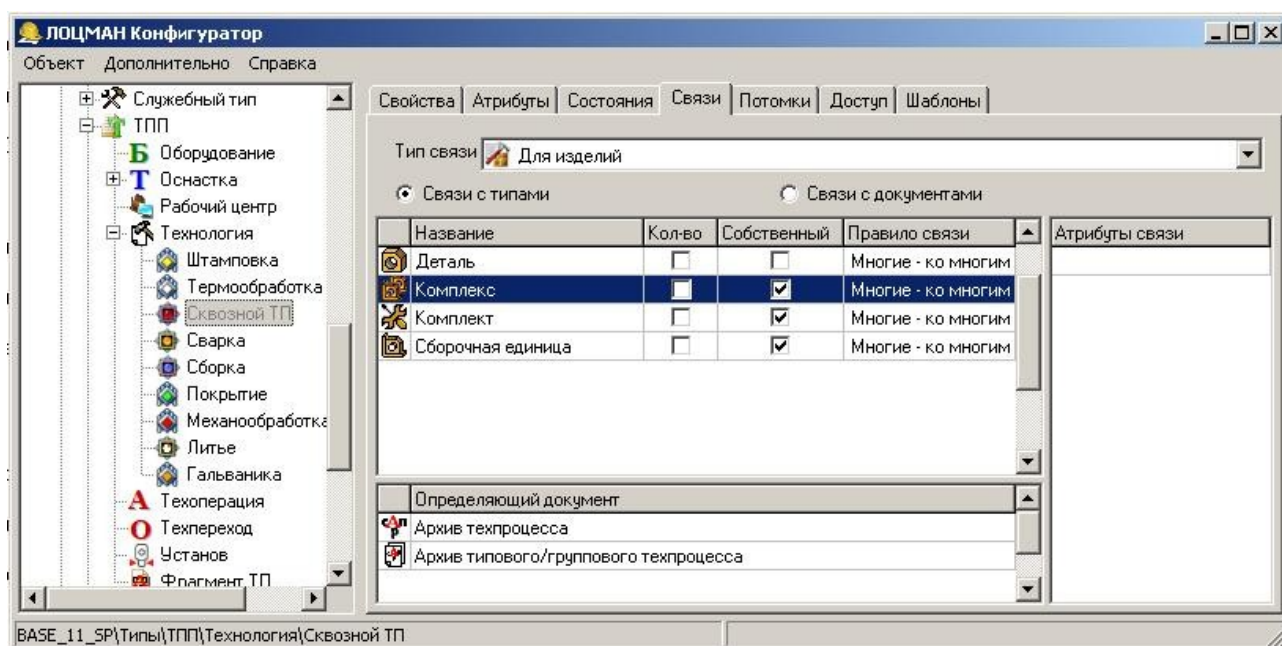 ЛОЦМАН Конфигуратор
Объект Дополнительно Справка
Служебный тип
ТПП
Б Оборудование
Т Оснастка
Рабочий центр
Технология
Штамповка
Термообработка
Сквозной ТП
Сварка
Сборка
Покрытие
Механообработка
Литье
Гальваника
А Техоперация
О Техпереход
Установ
Фрагмент ТП
Свойства Атрибуты Состояния Связи Потомки Доступ Шаблоны
Тип связи Для изделий
Связи с типами Связи с документами
Название Кол-во Собственный Правило связи Атрибуты связи
Деталь Многие - ко многим
Комплекс Многие - ко многим
Комплект Многие - ко многим
Сборочная единица Многие - ко многим
Определяющий документ
Архив техпроцесса
Архив типового/группового техпроцесса
BASE_11_SP\Типы\ТПП\Технология\Сквозной ТП